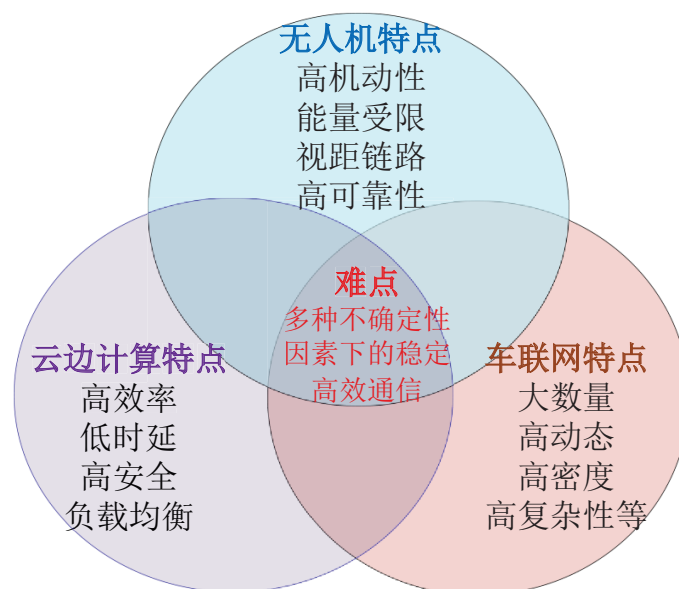 无人机特点
高机动性
能量受限
视距链路
高可靠性
难点
多种不确定性
因素下的稳定
高效通信
云边计算特点
高效率
低时延
高安全
负载均衡
车联网特点
大数量
高动态
高密度
高复杂性等